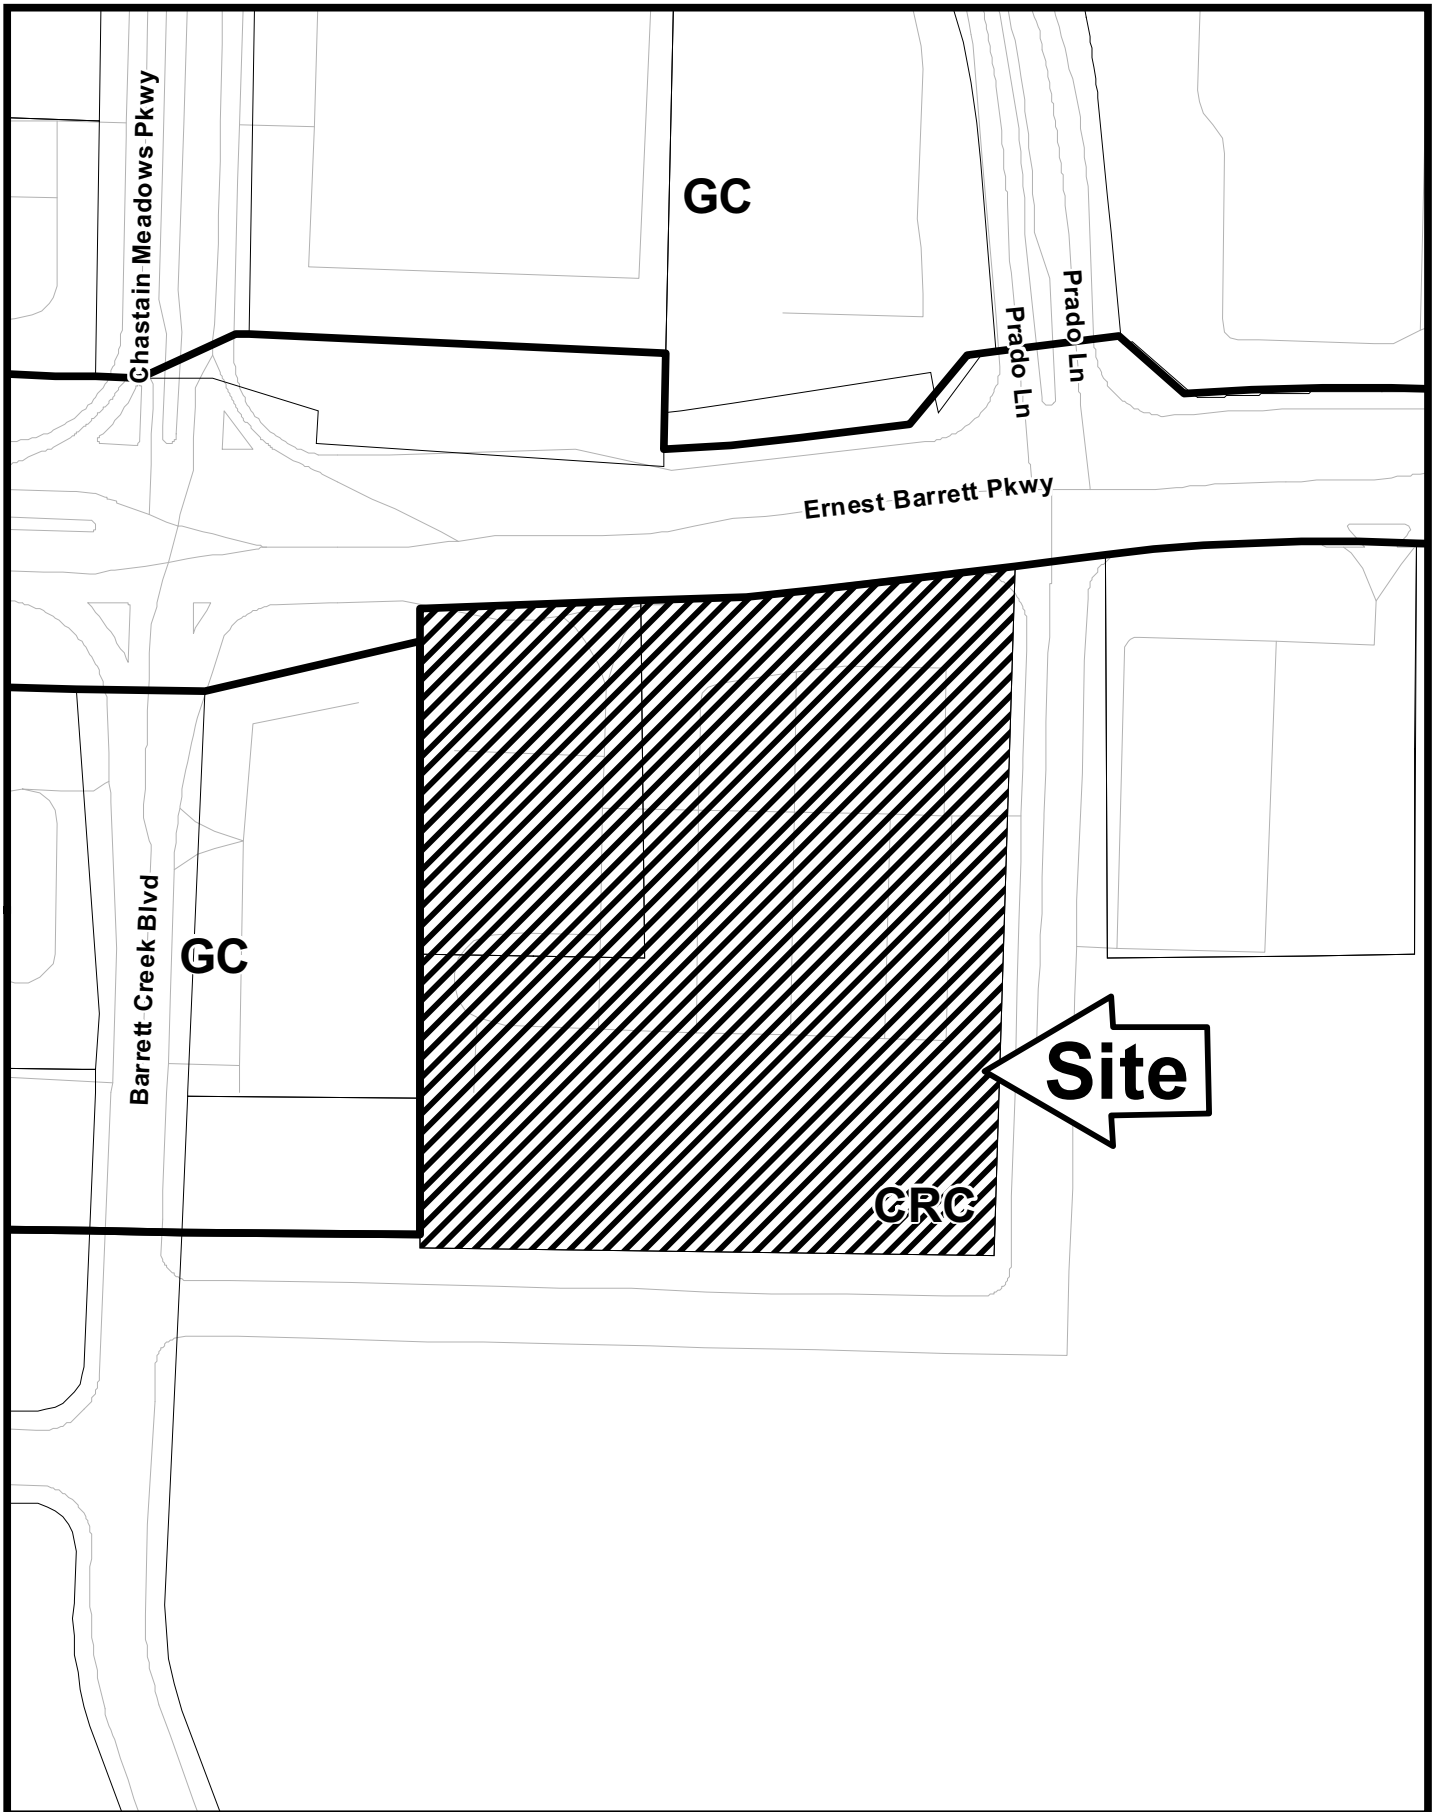 Chastain Meadows Pkwy
GC
Prado Ln
Prado Ln
Ernest Barrett Pkwy
Barrett Creek Blvd
GC
Site
CRC